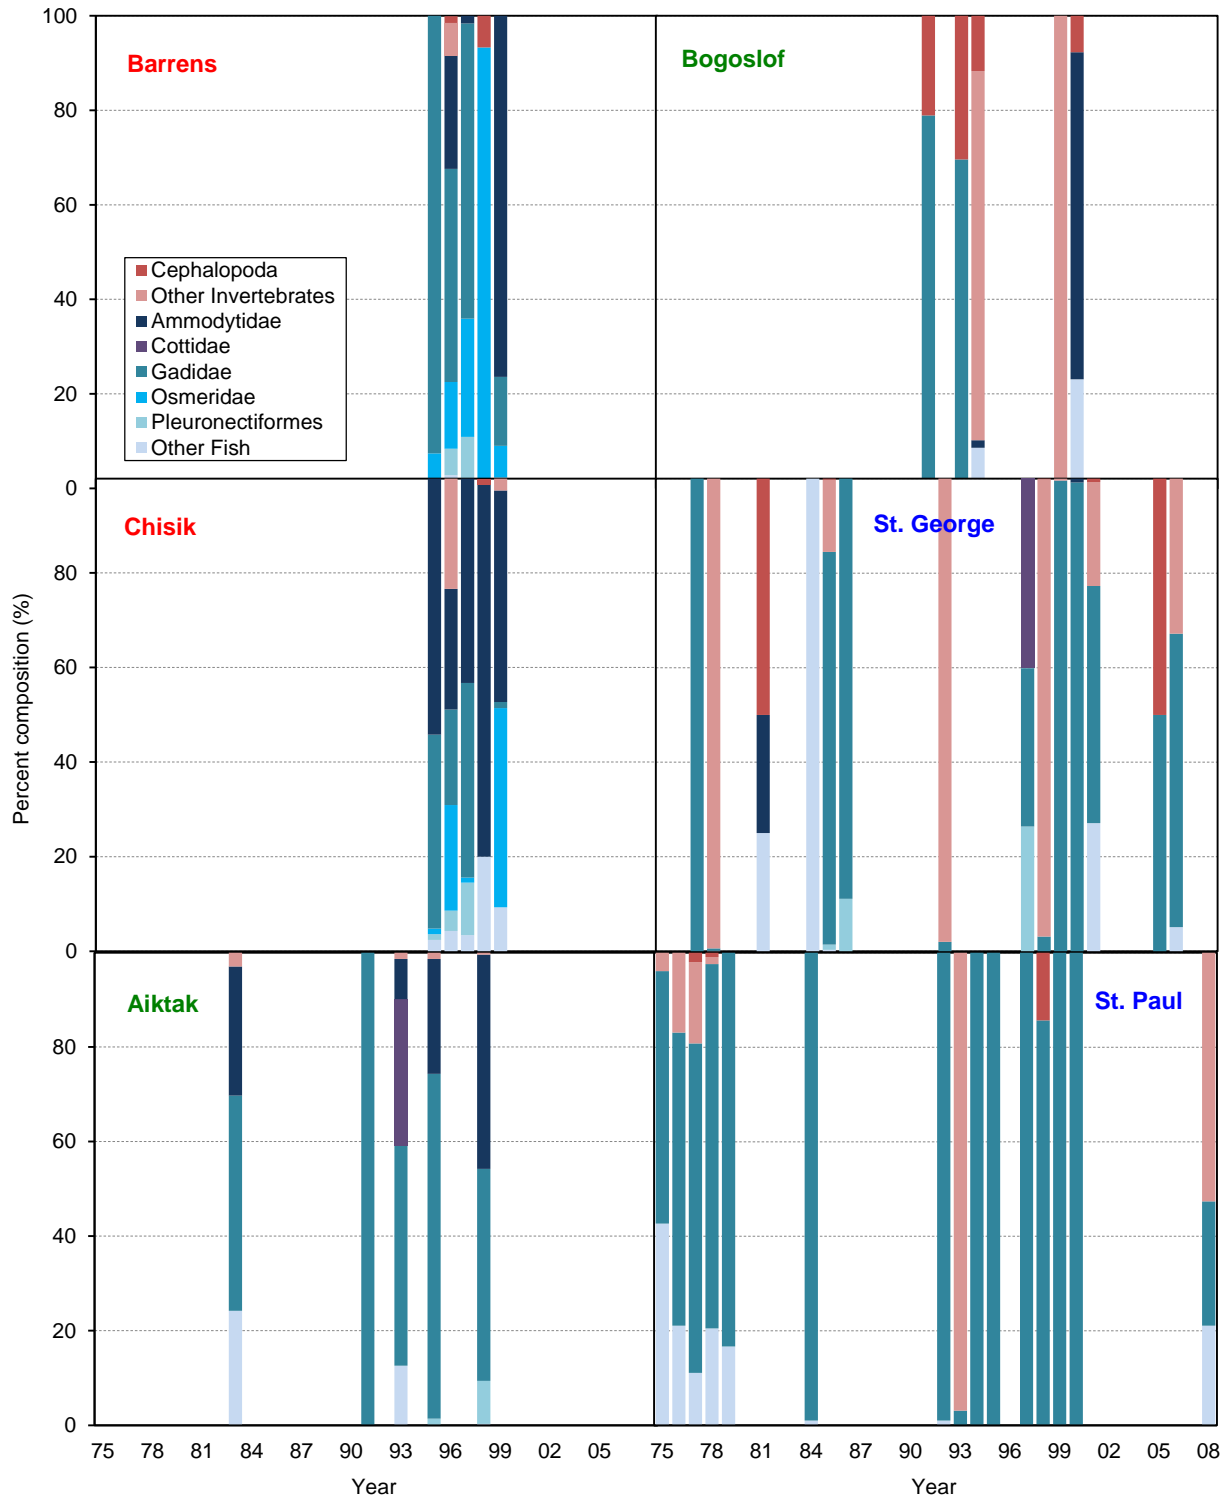 100
80
60
40
20
0
Barrens
Bogoslof
Cephalopoda
Other Invertebrates
Ammodytidae
Cottidae
Gadidae
Osmeridae
Pleuronectiformes
Other Fish
Percent composition (%)
80
60
40
20
0
Chisik
St. George
80
60
40
20
0
Aiktak
St. Paul
75 78 81 84 87 90 93 96 99 02 05 75 78 81 84 87 90 93 96 99 02 05 08
Year Year